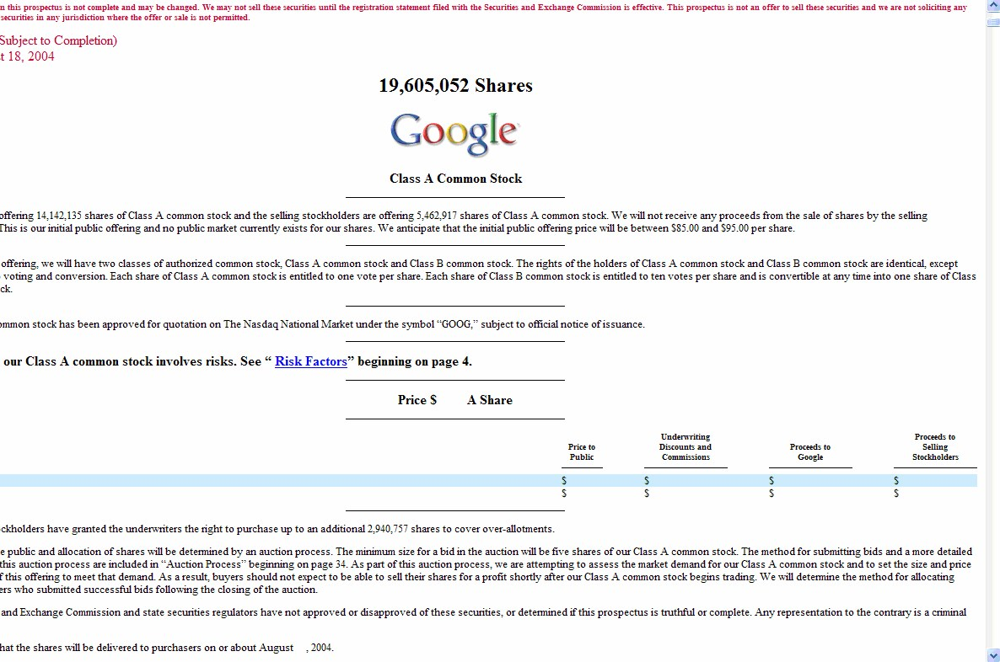 n this prospectus is not complete and may be changed. We may not sell these securities until the registration statement filed with the Securities and Exchange Commission is effective. This prospectus is not an offer to sell these securities and we are not soliciting any
securities in any jurisdiction where the offer or sale is not permitted.
Subject to Completion)
t 18, 2004
19,605,052 Shares
Google
Class A Common Stock
offering 14,142,135 shares of Class A common stock and the selling stockholders are offering 5,462,917 shares of Class A common stock. We will not receive any proceeds from the sale of shares by the selling
This is our initial public offering and no public market currently exists for our shares. We anticipate that the initial public offering price will be between $85.00 and $95.00 per share.
offering, we will have two classes of authorized common stock, Class A common stock and Class B common stock. The rights of the holders of Class A common stock and Class B common stock are identical, except
voting and conversion. Each share of Class A common stock is entitled to one vote per share. Each share of Class B common stock is entitled to ten votes per share and is convertible at any time into one share of Class
ck.
ommon stock has been approved for quotation on The Nasdaq National Market under the symbol “GOOG,” subject to official notice of issuance.
our Class A common stock involves risks. See “ Risk Factors” beginning on page 4.
Price $ A Share
Price to Public
Underwriting Discounts and Commissions
Proceeds to Google
Proceeds to Selling Stockholders
$ $ $ $
$ $ $ $
ckholders have granted the underwriters the right to purchase up to an additional 2,940,757 shares to cover over-allotments.
e public and allocation of shares will be determined by an auction process. The minimum size for a bid in the auction will be five shares of our Class A common stock. The method for submitting bids and a more detailed
this auction process are included in “Auction Process” beginning on page 34. As part of this auction process, we are attempting to assess the market demand for our Class A common stock and to set the size and price
f this offering to meet that demand. As a result, buyers should not expect to be able to sell their shares for a profit shortly after our Class A common stock begins trading. We will determine the method for allocating
ers who submitted successful bids following the closing of the auction.
and Exchange Commission and state securities regulators have not approved or disapproved of these securities, or determined if this prospectus is truthful or complete. Any representation to the contrary is a criminal
hat the shares will be delivered to purchasers on or about August , 2004.